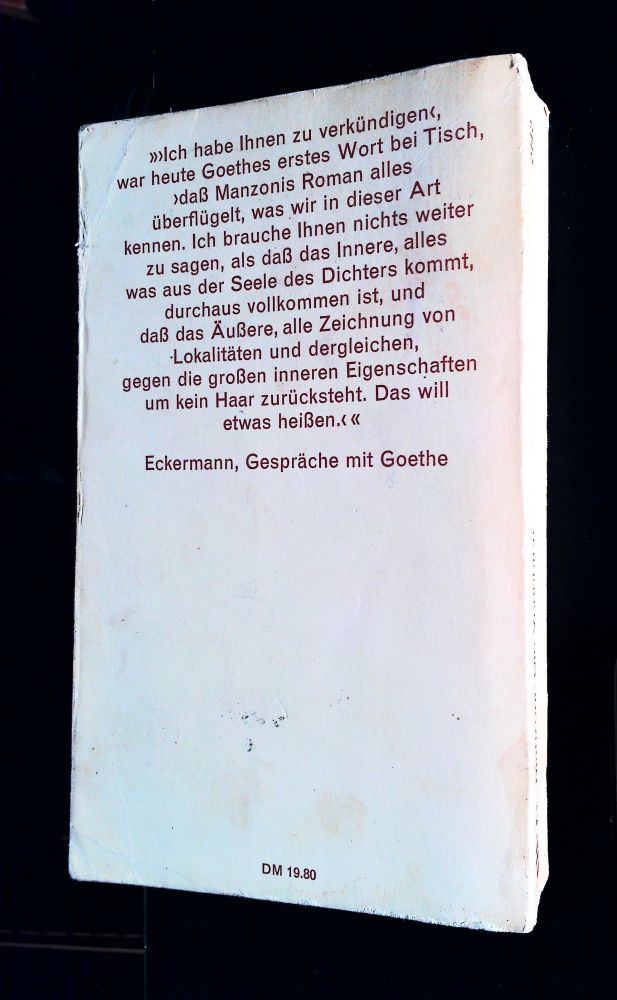 »›Ich habe Ihnen zu verkündigen‹,
war heute Goethes erstes Wort bei Tisch,
›daß Manzonis Roman alles
überflügelt, was wir in dieser Art
kennen. Ich brauche Ihnen nichts weiter
zu sagen, als daß das Innere, alles
was aus der Seele des Dichters kommt,
durchaus vollkommen ist, und
daß das Äußere, alle Zeichnung von
Lokalitäten und dergleichen,
gegen die großen inneren Eigenschaften
um kein Haar zurücksteht. Das will
etwas heißen.‹«
Eckermann, Gespräche mit Goethe
DM 19.80